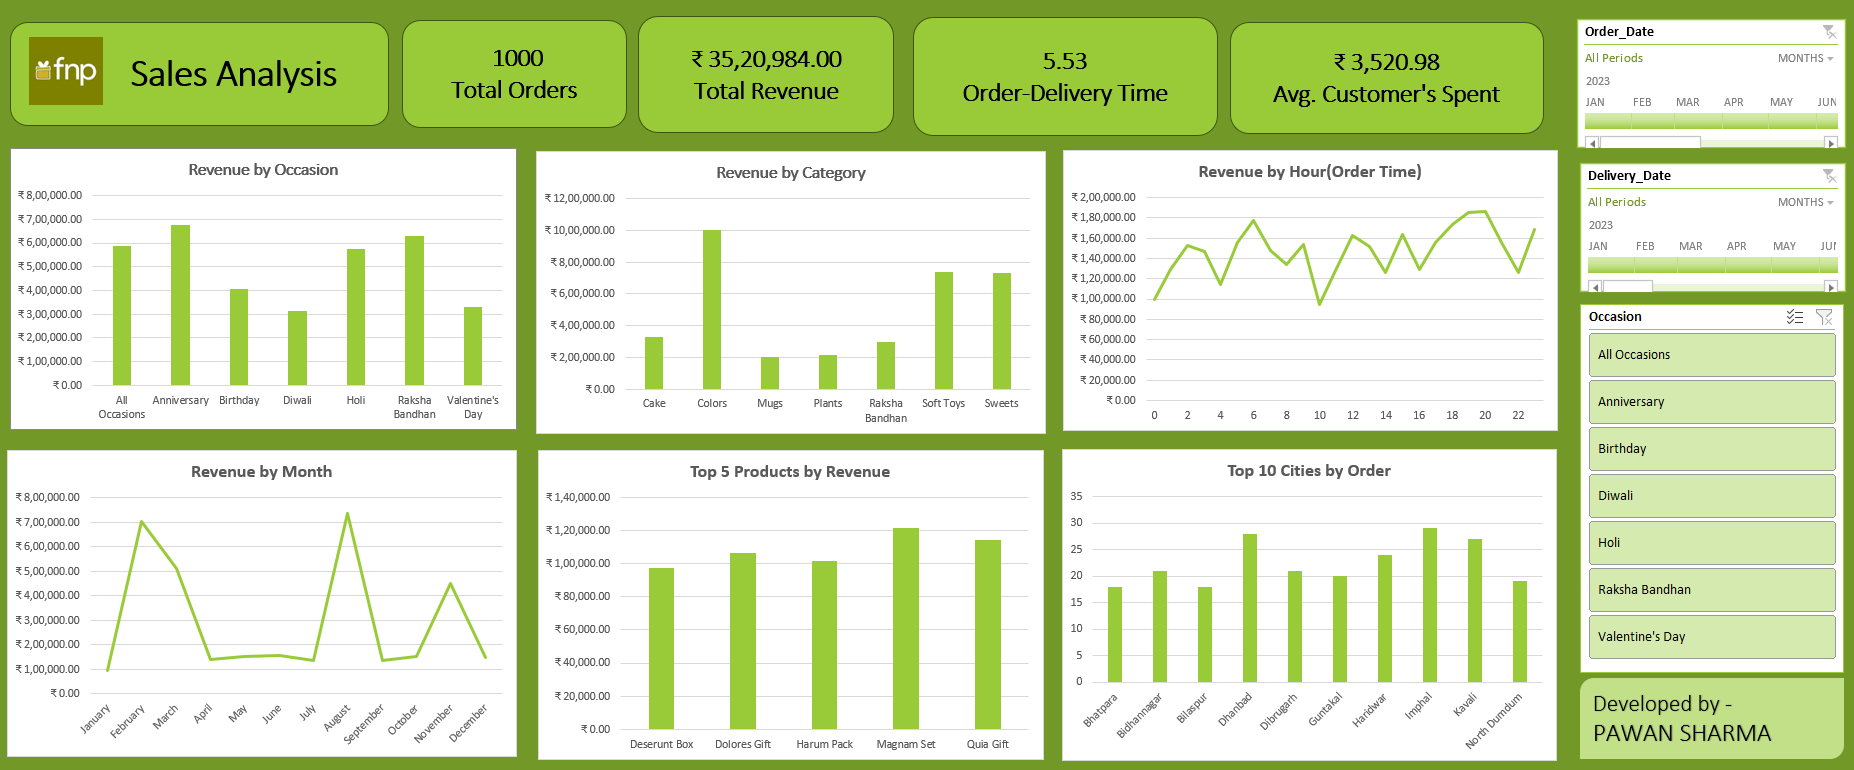 fnp
Sales Analysis
1000
Total Orders
₹ 35,20,984.00
Total Revenue
5.53
Order-Delivery Time
₹ 3,520.98
Avg. Customer's Spent
Order_Date
All Periods
MONTHS
2023
JAN FEB MAR APR MAY JUN
Delivery_Date
All Periods
MONTHS
2023
JAN FEB MAR APR MAY JUN
Occasion
All Occasions
Anniversary
Birthday
Diwali
Holi
Raksha Bandhan
Valentine's Day
Revenue by Occasion
₹ 8,00,000.00
₹ 7,00,000.00
₹ 6,00,000.00
₹ 5,00,000.00
₹ 4,00,000.00
₹ 3,00,000.00
₹ 2,00,000.00
₹ 1,00,000.00
₹ 0.00
All Occasions
Anniversary
Birthday
Diwali
Holi
Raksha Bandhan
Valentine's Day
Revenue by Category
₹ 12,00,000.00
₹ 10,00,000.00
₹ 8,00,000.00
₹ 6,00,000.00
₹ 4,00,000.00
₹ 2,00,000.00
₹ 0.00
Cake
Colors
Mugs
Plants
Raksha Bandhan
Soft Toys
Sweets
Revenue by Hour(Order Time)
₹ 2,00,000.00
₹ 1,80,000.00
₹ 1,60,000.00
₹ 1,40,000.00
₹ 1,20,000.00
₹ 1,00,000.00
₹ 80,000.00
₹ 60,000.00
₹ 40,000.00
₹ 20,000.00
₹ 0.00
0 2 4 6 8 10 12 14 16 18 20 22
Revenue by Month
₹ 8,00,000.00
₹ 7,00,000.00
₹ 6,00,000.00
₹ 5,00,000.00
₹ 4,00,000.00
₹ 3,00,000.00
₹ 2,00,000.00
₹ 1,00,000.00
₹ 0.00
January
February
March
April
May
June
July
August
September
October
November
December
Top 5 Products by Revenue
₹ 1,40,000.00
₹ 1,20,000.00
₹ 1,00,000.00
₹ 80,000.00
₹ 60,000.00
₹ 40,000.00
₹ 20,000.00
₹ 0.00
Deserunt Box
Dolores Gift
Harum Pack
Magnam Set
Quia Gift
Top 10 Cities by Order
35
30
25
20
15
10
5
0
Bhatpara
Bidhannagar
Bilaspur
Dhanbad
Dibrugarh
Guntakal
Haridwar
Imphal
Kavali
North Dumdum
Developed by -
PAWAN SHARMA